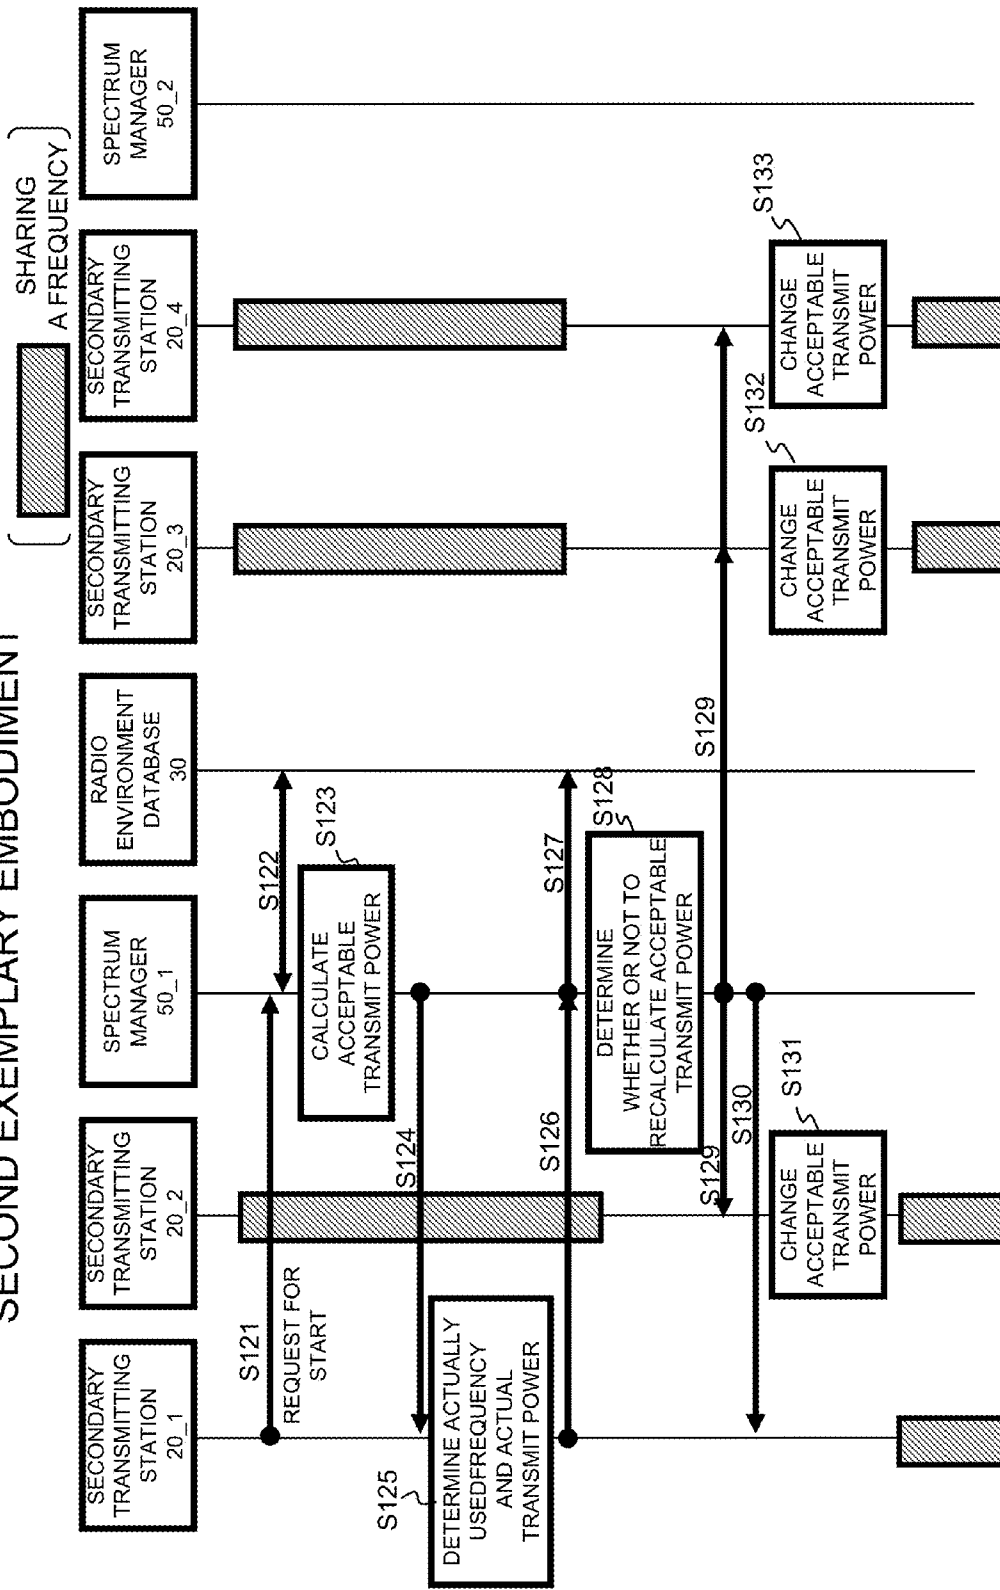 SECOND EXEMPLARY EMBODIMENT
SHARING
A FREQUENCY
SECONDARY
TRANSMITTING
STATION
20_1
SECONDARY
TRANSMITTING
STATION
20_2
SPECTRUM
MANAGER
50_1
RADIO
ENVIRONMENT
DATABASE
30
SECONDARY
TRANSMITTING
STATION
20_3
SECONDARY
TRANSMITTING
STATION
20_4
SPECTRUM
MANAGER
50_2
S121
REQUEST FOR
START
S122
S123
CALCULATE
ACCEPTABLE
TRANSMIT POWER
S124
S125
DETERMINE ACTUALLY
USEDFREQUENCY
AND ACTUAL
TRANSMIT POWER
S126
S127
S128
DETERMINE
WHETHER OR NOT TO
RECALCULATE ACCEPTABLE
TRANSMIT POWER
S129
S129
S130
S131
CHANGE
ACCEPTABLE
TRANSMIT
POWER
S132
CHANGE
ACCEPTABLE
TRANSMIT
POWER
S133
CHANGE
ACCEPTABLE
TRANSMIT
POWER